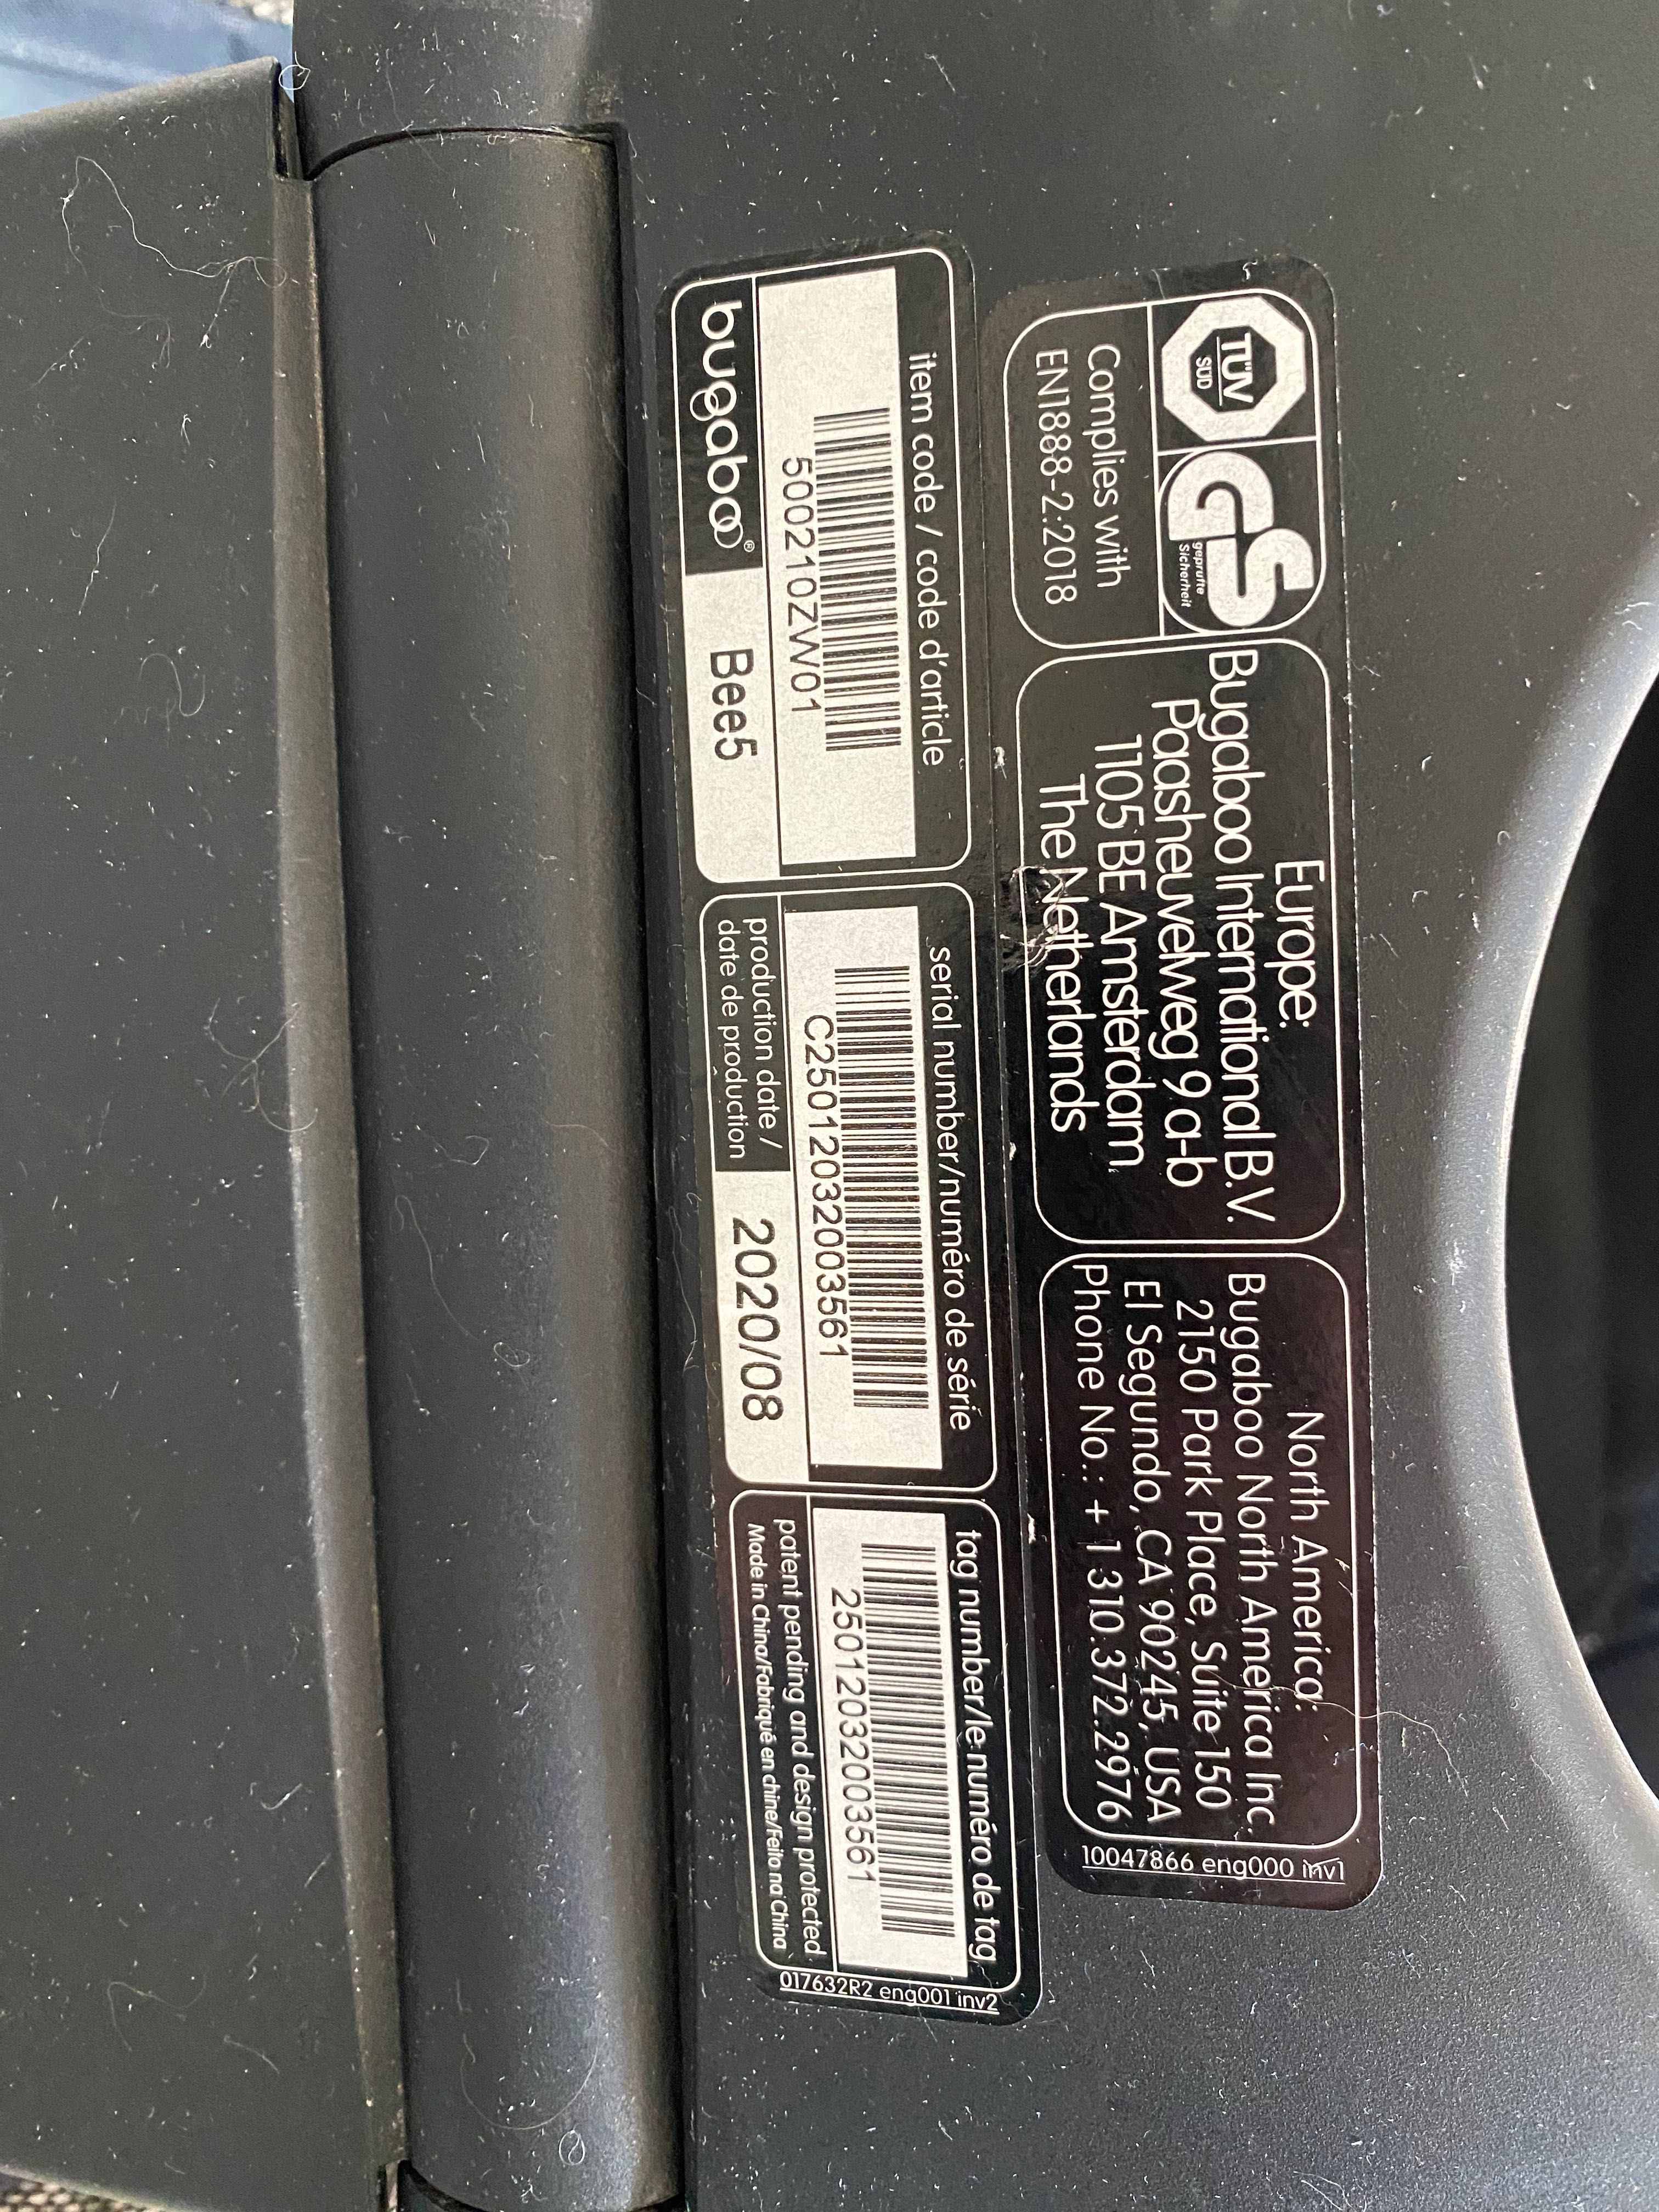 TÜV
SÜD
GS
geprüfte
Sicherheit
Complies with
EN1888-2:2018
Europe:
Bugaboo International B.V.
Paasheuvelweg 9 a-b
1105 BE Amsterdam
The Netherlands
North America:
Bugaboo North America Inc.
2150 Park Place, Suite 150
El Segundo, CA 90245, USA
Phone No.: + 1 310.372.2976
10047866 eng000 inv1
item code / code d'article
500210ZW01
bugaboo®
Bee5
serial number/numéro de série
C250120320003561
production date /
date de production
2020/08
tag number/le numéro de tag
250120320003561
patent pending and design protected
Made in China/Fabriqué en chine/Feito na China
017632R2 eng001 inv2